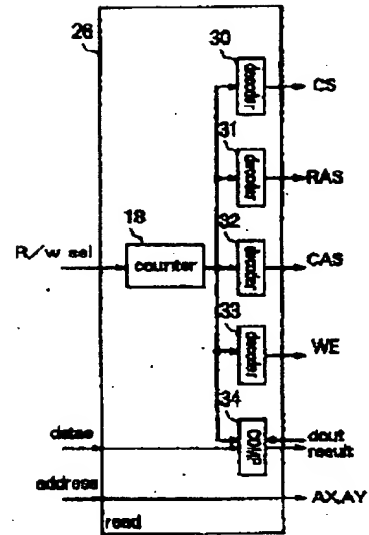 26
30
decoder
CS
31
decoder
RAS
18
32
R/w sel
counter
decoder
CAS
33
decoder
WE
34
datae
COMP
dout
result
address
AX,AY
read